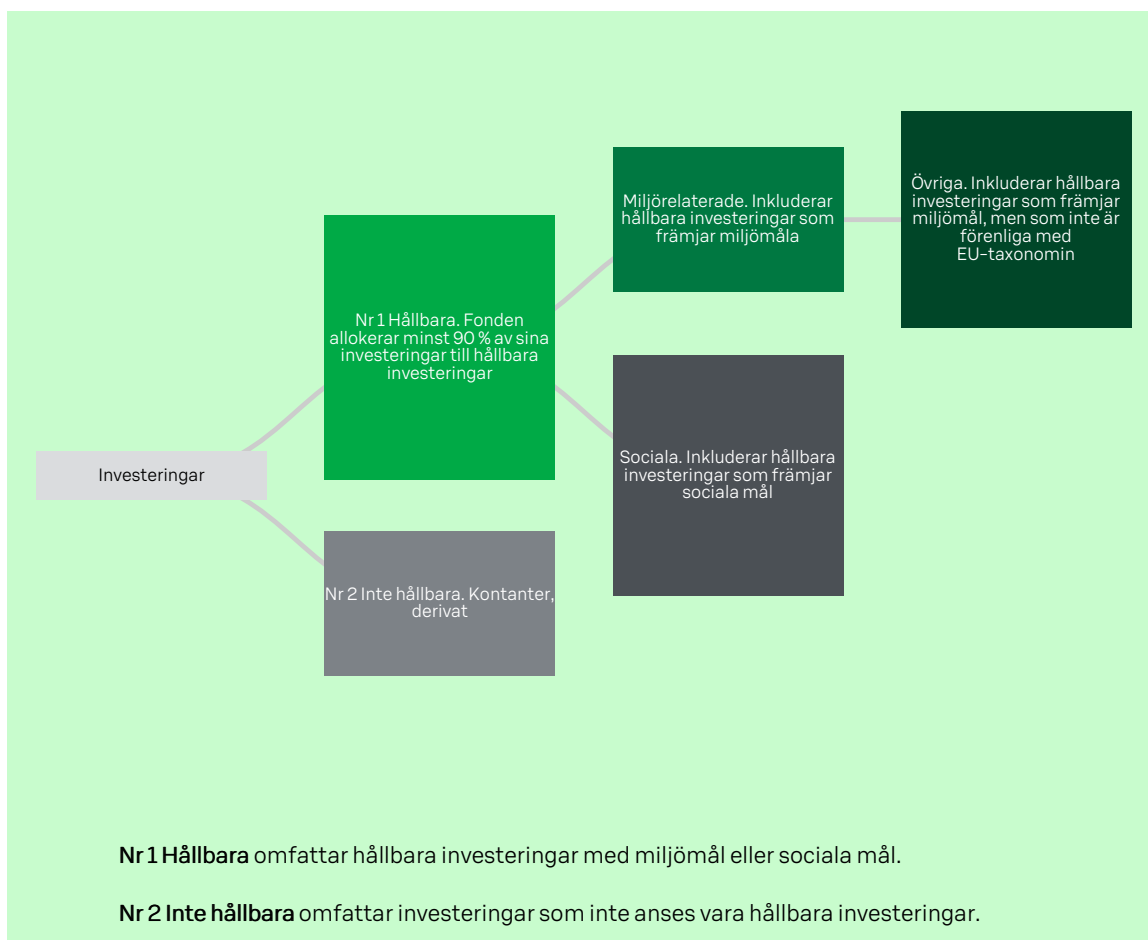 Investeringar
Nr 1 Hållbara. Fonden
allokerar minst 90 % av sina
investeringar till hållbara
investeringar
Nr 2 Inte hållbara. Kontanter,
derivat
Miljörelaterade. Inkluderar
hållbara investeringar som
främjar miljömåla
Sociala. Inkluderar hållbara
investeringar som främjar
sociala mål
Övriga. Inkluderar hållbara
investeringar som främjar
miljömål, men som inte är
förenliga med
EU-taxonomin
Nr 1 Hållbara omfattar hållbara investeringar med miljömål eller sociala mål.
Nr 2 Inte hållbara omfattar investeringar som inte anses vara hållbara investeringar.